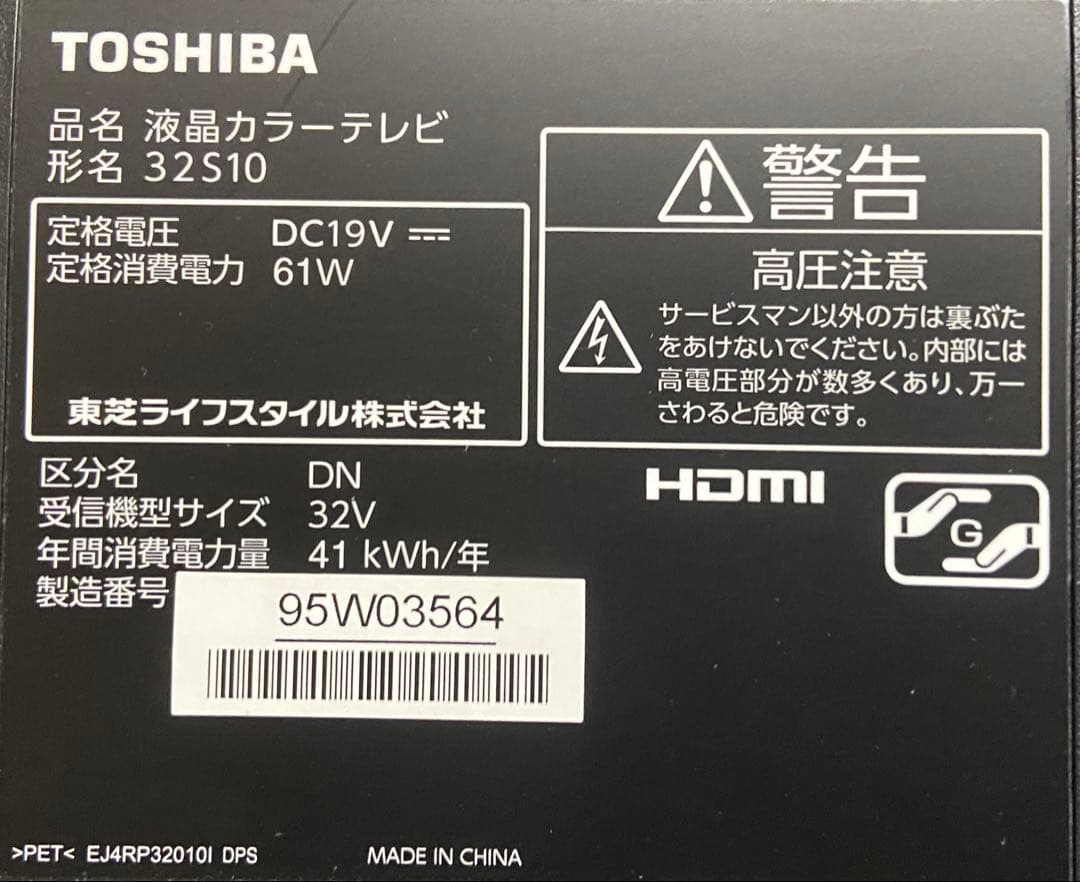 TOSHIBA
品名 液晶カラーテレビ
形名 32S10
定格電圧 DC19V
定格消費電力 61W
東芝ライフスタイル株式会社
警告
高圧注意
サービスマン以外の方は裏ぶた
をあけないでください。内部には
高電圧部分が数多くあり、万一
さわると危険です。
区分名 DN
受信機型サイズ 32V
年間消費電力量 41 kWh/年
製造番号
95W03564
HDMI
G
>PET< EJ4RP32010I DPS
MADE IN CHINA